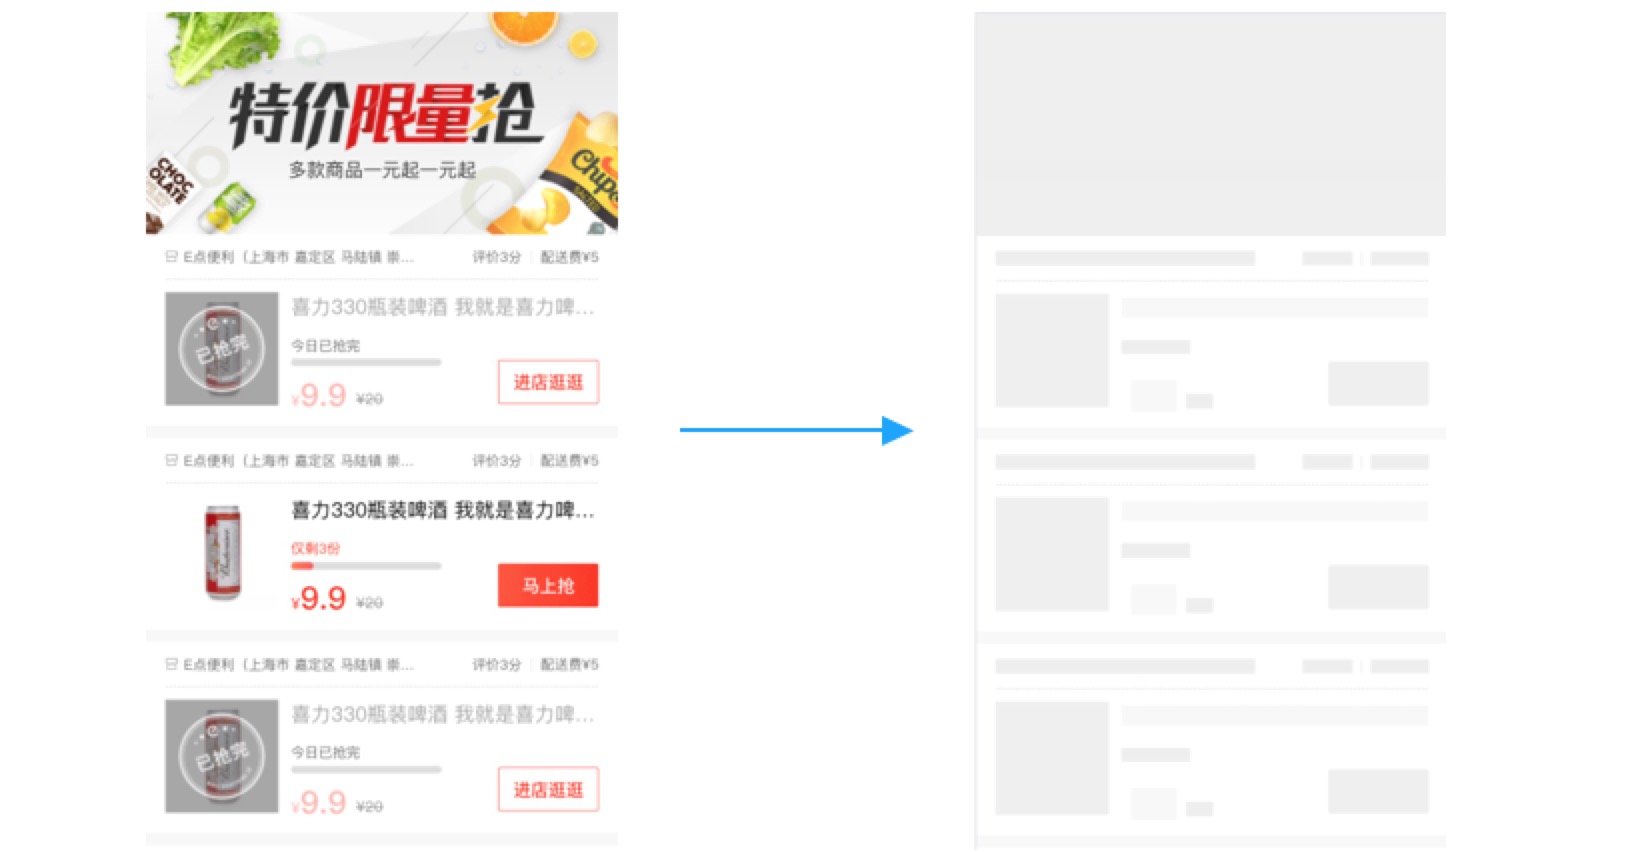 特价限量抢
多款商品一元起一元起
CHOC
OLATE
Chips
SALTED
E点便利（上海市 嘉定区 马陆镇 崇... 评价3分 配送费¥5
已抢完
喜力330瓶装啤酒 我就是喜力啤...
今日已抢完
¥9.9 ¥20
进店逛逛
E点便利（上海市 嘉定区 马陆镇 崇... 评价3分 配送费¥5
喜力330瓶装啤酒 我就是喜力啤...
仅剩3份
¥9.9 ¥20
马上抢
E点便利（上海市 嘉定区 马陆镇 崇... 评价3分 配送费¥5
已抢完
喜力330瓶装啤酒 我就是喜力啤...
今日已抢完
¥9.9 ¥20
进店逛逛